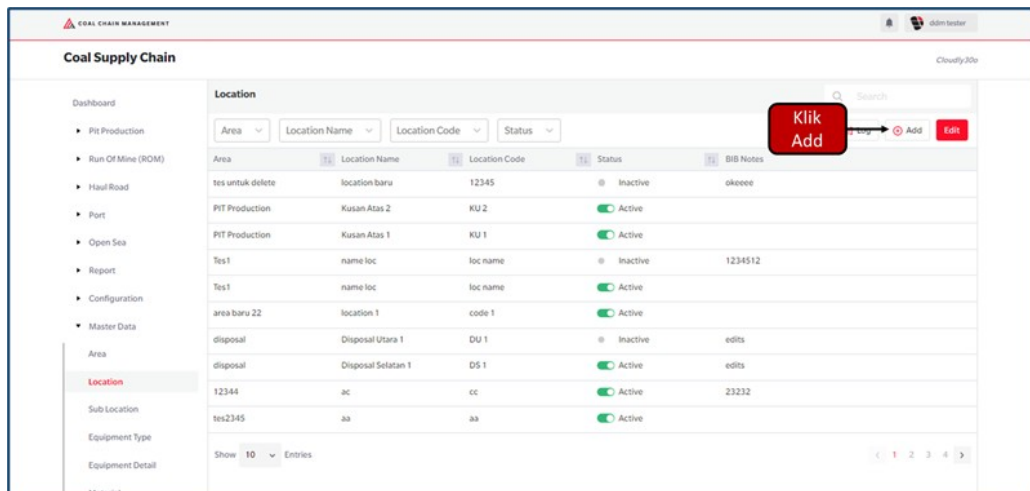 COAL CHAIN MANAGEMENT
ddm tester
Coal Supply Chain
Cloudly30o
Dashboard
Pit Production
Run Of Mine (ROM)
Haul Road
Port
Open Sea
Report
Configuration
Master Data
Area
Location
Sub Location
Equipment Type
Equipment Detail
Location
Search
Area Location Name Location Code Status
Klik
Add
Log Add Edit
Area Location Name Location Code Status BIB Notes
tes untuk delete location baru 12345 Inactive okeeee
PIT Production Kusan Atas 2 KU 2 Active
PIT Production Kusan Atas 1 KU 1 Active
Tes1 name loc loc name Inactive 1234512
Tes1 name loc loc name Active
area baru 22 location 1 code 1 Active
disposal Disposal Utara 1 DU 1 Inactive edits
disposal Disposal Selatan 1 DS 1 Active edits
12344 ac cc Active 23232
tes2345 aa aa Active
Show 10 Entries
1 2 3 4